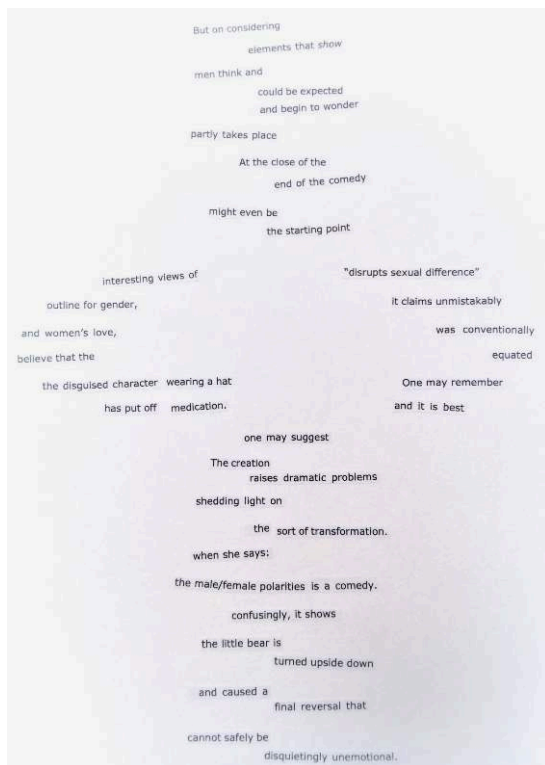 But on considering
elements that show
men think and
could be expected
and begin to wonder
partly takes place
At the close of the
end of the comedy
might even be
the starting point
interesting views of
outline for gender,
and women's love,
believe that the
the disguised character wearing a hat
has put off medication.
"disrupts sexual difference"
it claims unmistakably
was conventionally
equated
One may remember
and it is best
one may suggest
The creation
raises dramatic problems
shedding light on
the sort of transformation.
when she says:
the male/female polarities is a comedy.
confusingly, it shows
the little bear is
turned upside down
and caused a
final reversal that
cannot safely be
disquietingly unemotional.